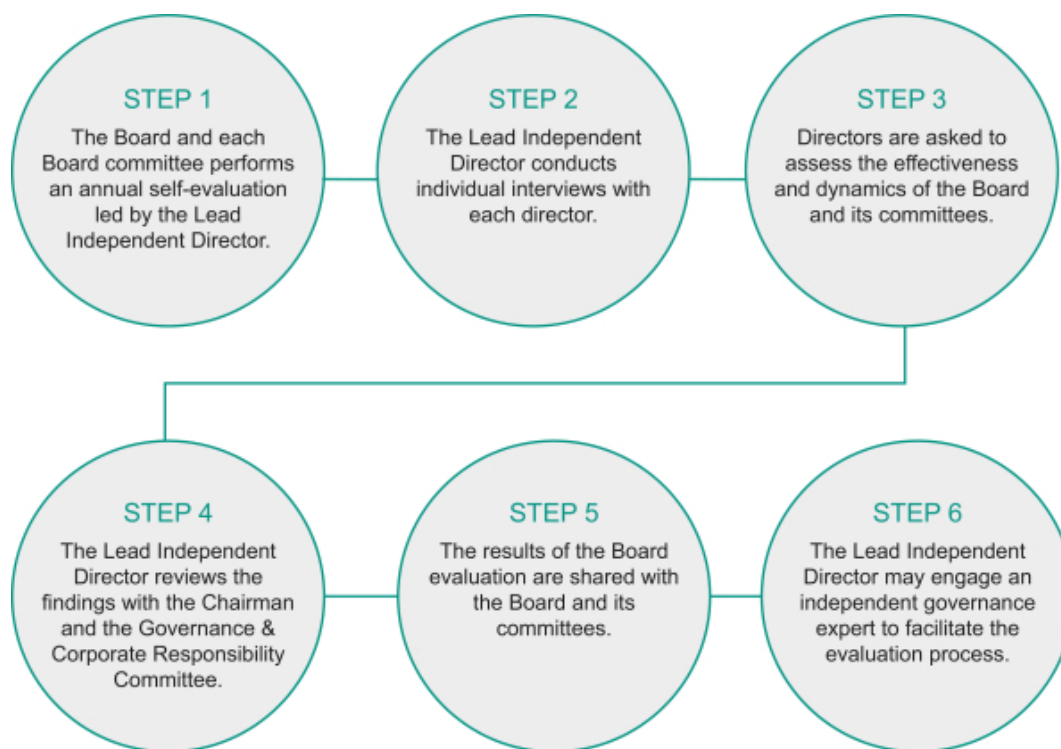 STEP 1
The Board and each
Board committee performs
an annual self-evaluation
led by the Lead
Independent Director.
STEP 2
The Lead Independent
Director conducts
individual interviews with
each director.
STEP 3
Directors are asked to
assess the effectiveness
and dynamics of the Board
and its committees.
STEP 4
The Lead Independent
Director reviews the
findings with the Chairman
and the Governance &
Corporate Responsibility
Committee.
STEP 5
The results of the Board
evaluation are shared with
the Board and its
committees.
STEP 6
The Lead Independent
Director may engage an
independent governance
expert to facilitate the
evaluation process.